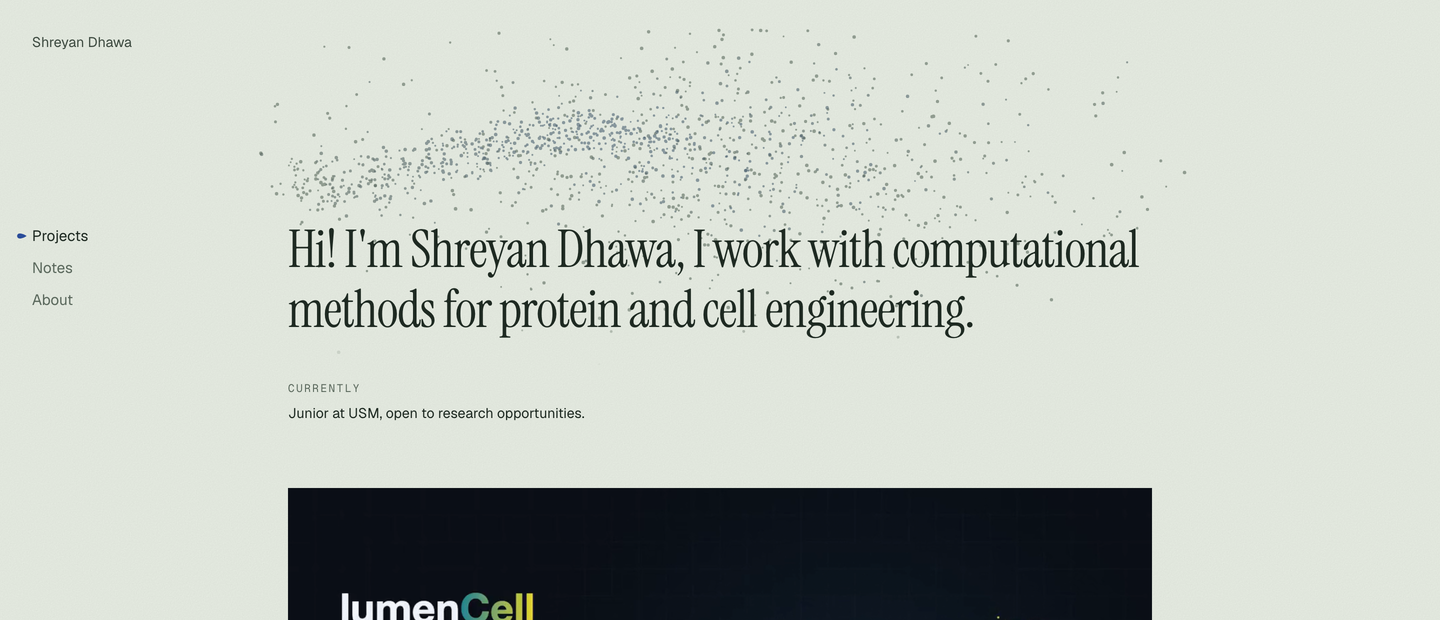 Shreyan Dhawa
Projects
Notes
About
Hi! I'm Shreyan Dhawa, I work with computational
methods for protein and cell engineering.
CURRENTLY
Junior at USM, open to research opportunities.
lumenCell